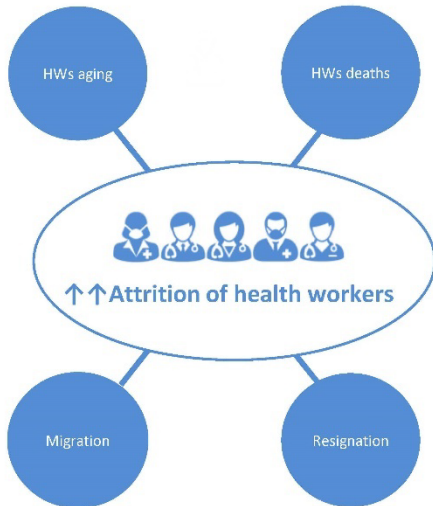 HWs aging
HWs deaths
↑↑Attrition of health workers
Migration
Resignation